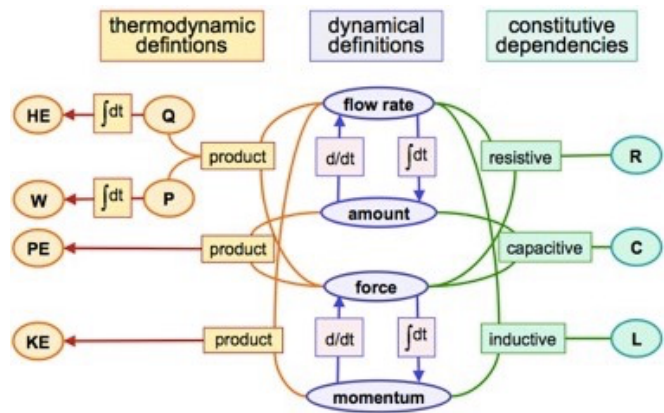 thermodynamic
defintions
dynamical
definitions
constitutive
dependencies
HE
∫dt
Q
flow rate
product
d/dt
∫dt
resistive
R
W
∫dt
P
amount
PE
product
capacitive
C
force
KE
product
d/dt
∫dt
inductive
L
momentum